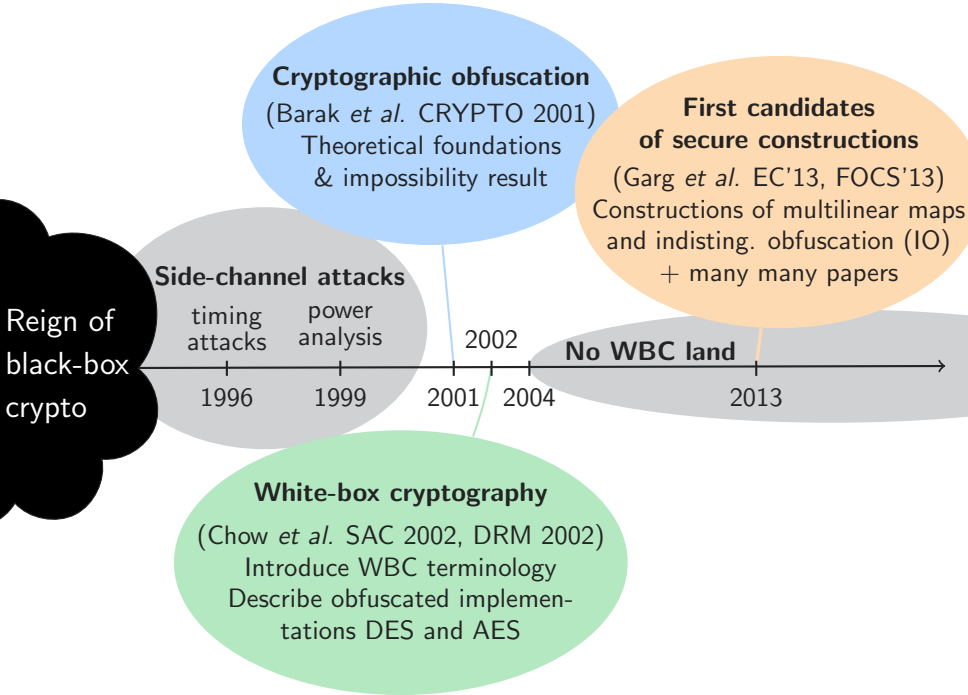 Cryptographic obfuscation
(Barak et al. CRYPTO 2001)
Theoretical foundations
& impossibility result
First candidates
of secure constructions
(Garg et al. EC'13, FOCS'13)
Constructions of multilinear maps
and indisting. obfuscation (IO)
+ many many papers
Side-channel attacks
timing
attacks
power
analysis
Reign of
black-box
crypto
2002
No WBC land
1996
1999
2001
2004
2013
White-box cryptography
(Chow et al. SAC 2002, DRM 2002)
Introduce WBC terminology
Describe obfuscated implemen-
tations DES and AES